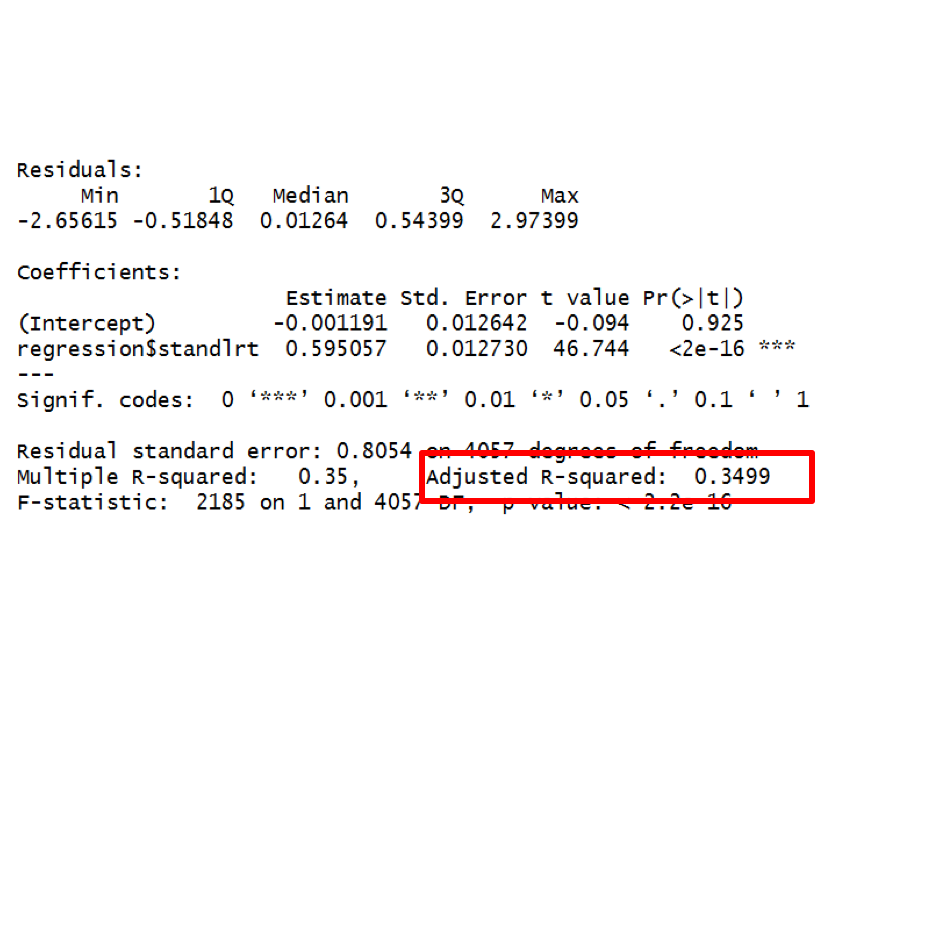 Residuals:
Min 1Q Median 3Q Max
-2.65615 -0.51848 0.01264 0.54399 2.97399
Coefficients:
Estimate Std. Error t value Pr(>|t|)
(Intercept) -0.001191 0.012642 -0.094 0.925
regression$standlrt 0.595057 0.012730 46.744 <2e-16 ***
---
Signif. codes: 0 ‘***’ 0.001 ‘**’ 0.01 ‘*’ 0.05 ‘.’ 0.1 ‘ ’ 1
Residual standard error: 0.8054 on 4057 degrees of freedom
Multiple R-squared: 0.35, Adjusted R-squared: 0.3499
F-statistic: 2185 on 1 and 4057 DF, p-value: < 2.2e-16